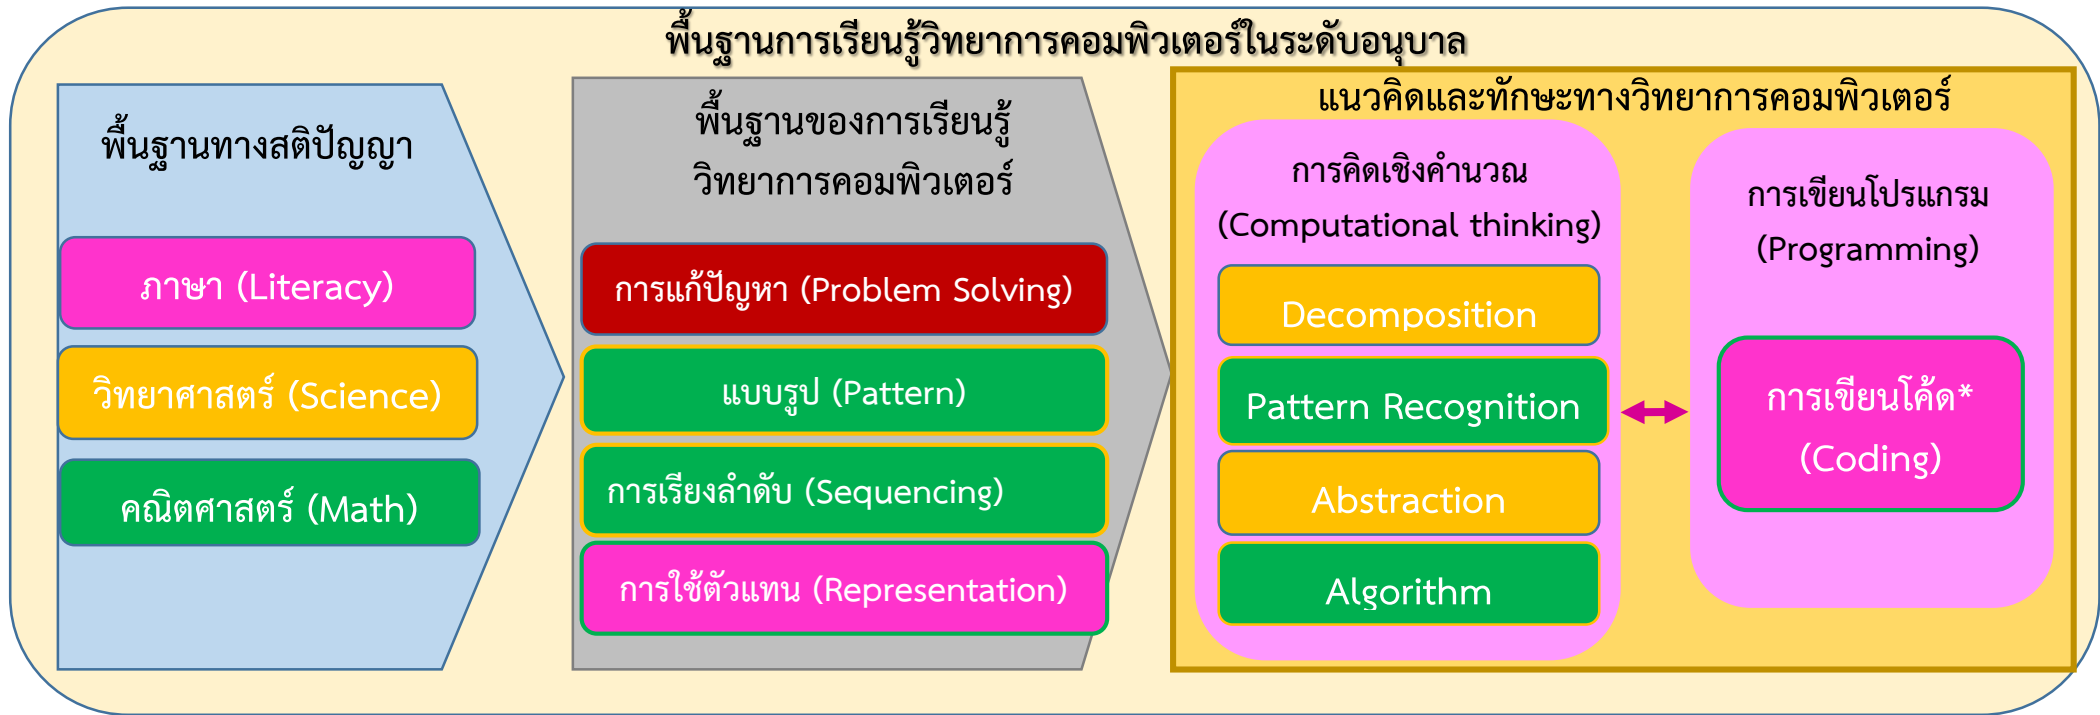 พื้นฐานการเรียนรู้วิทยาการคอมพิวเตอร์ในระดับอนุบาล
พื้นฐานทางสติปัญญา
ภาษา (Literacy)
วิทยาศาสตร์ (Science)
คณิตศาสตร์ (Math)
พื้นฐานของการเรียนรู้
วิทยาการคอมพิวเตอร์
การแก้ปัญหา (Problem Solving)
แบบรูป (Pattern)
การเรียงลำดับ (Sequencing)
การใช้ตัวแทน (Representation)
แนวคิดและทักษะทางวิทยาการคอมพิวเตอร์
การคิดเชิงคำนวณ
(Computational thinking)
Decomposition
Pattern Recognition
Abstraction
Algorithm
การเขียนโปรแกรม
(Programming)
การเขียนโค้ด*
(Coding)